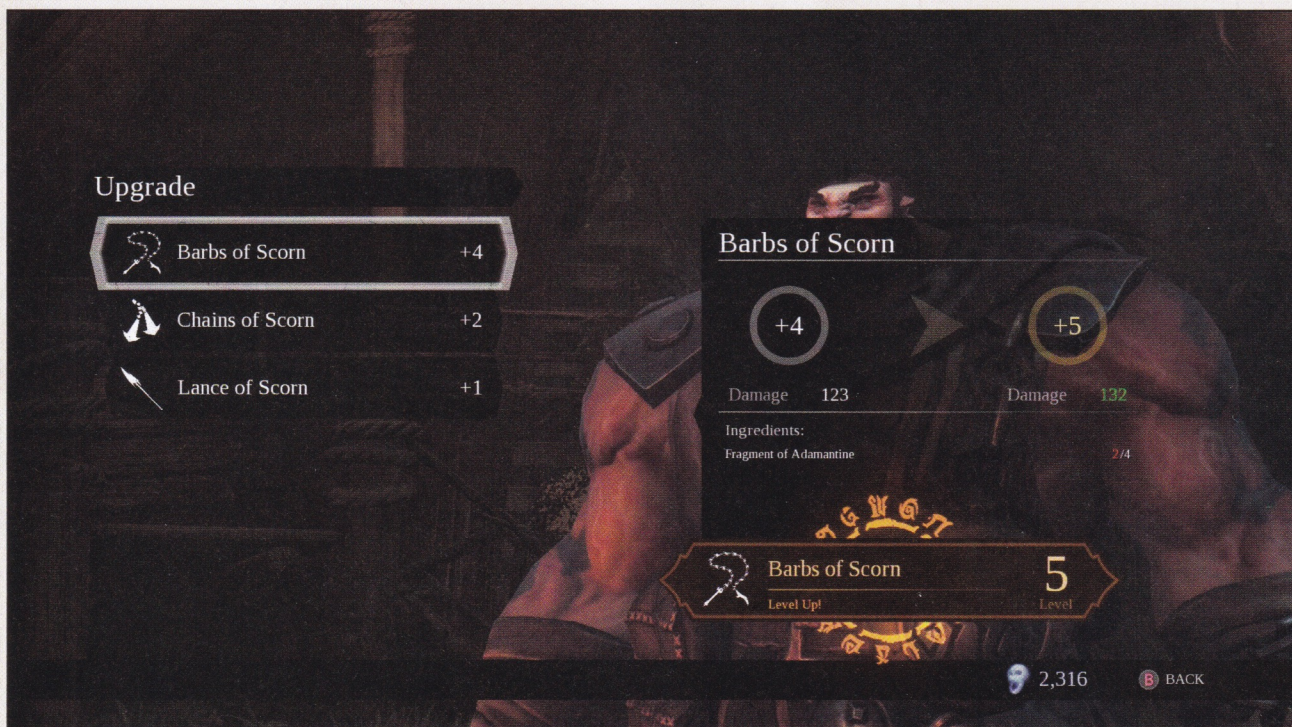 Upgrade
Barbs of Scorn +4
Chains of Scorn +2
Lance of Scorn +1
Barbs of Scorn
+4 +5
Damage 123 Damage 132
Ingredients:
Fragment of Adamantine 2/4
Barbs of Scorn 5
Level Up! Level
2,316 B BACK